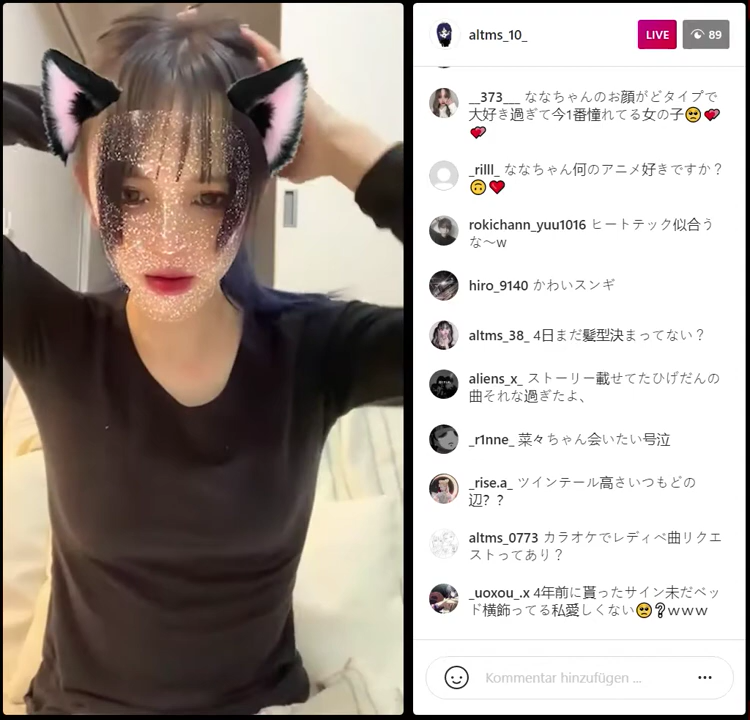 altms_10_
LIVE
89
__373___ ななちゃんのお顔がどタイプで
大好き過ぎて今1番憧れてる女の子🥺💕
💕
_rilll_ ななちゃん何のアニメ好きですか？
🙃❤️
rokichann_yuu1016 ヒートテック似合う
な〜w
hiro_9140 かわいスンギ
altms_38_ 4日まだ髪型決まってない？
aliens_x_ ストーリー載せてたひげだんの
曲それな過ぎたよ、
_r1nne_ 菜々ちゃん会いたい号泣
_rise.a_ ツインテール高さいつもどの
辺？？
altms_0773 カラオケでレディベ曲リクエ
ストってあり？
_uoxou_.x 4年前に貰ったサイン未だベッ
ド横飾ってる私愛しくない🥺❓www
Kommentar hinzufügen ...